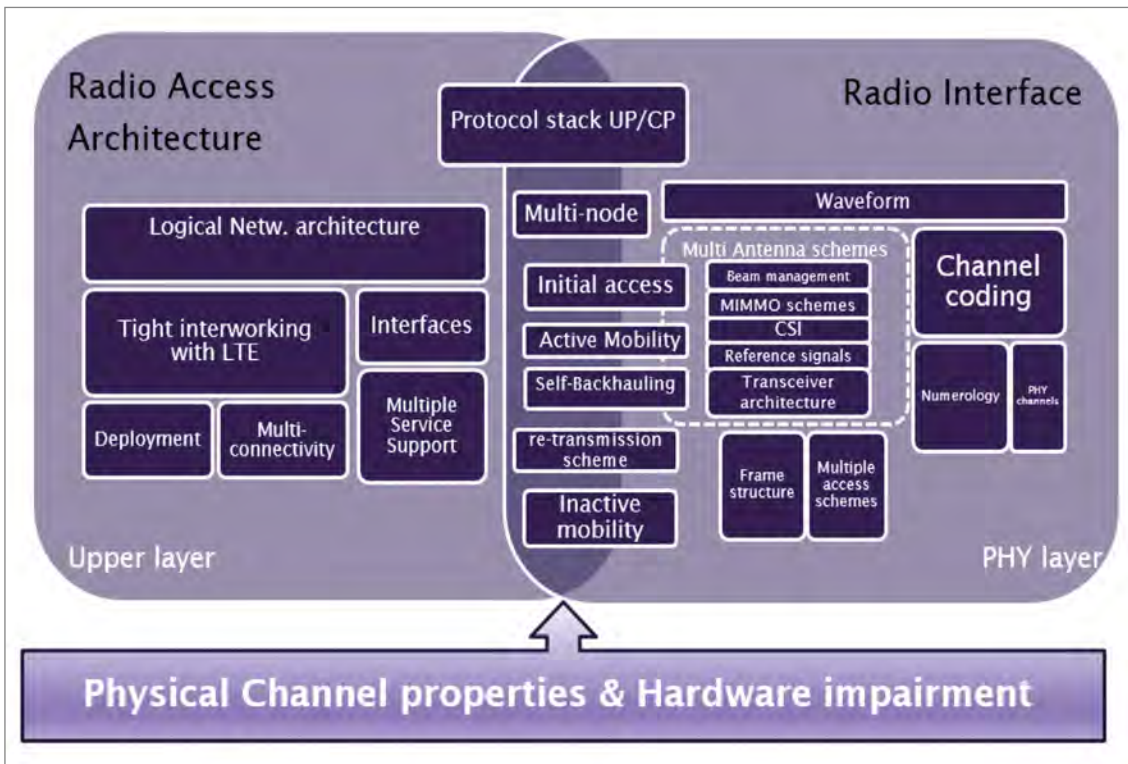 Radio Access
Architecture
Radio Interface
Protocol stack UP/CP
Logical Netw. architecture
Tight interworking
with LTE
Interfaces
Deployment
Multi-
connectivity
Multiple
Service
Support
Upper layer
Multi-node
Initial access
Active Mobility
Self-Backhauling
re-transmission
scheme
Inactive
mobility
Waveform
Multi Antenna schemes
Beam management
MIMMO schemes
CSI
Reference signals
Transceiver
architecture
Channel
coding
Numerology
PHY
channels
Frame
structure
Multiple
access
schemes
PHY layer
Physical Channel properties & Hardware impairment